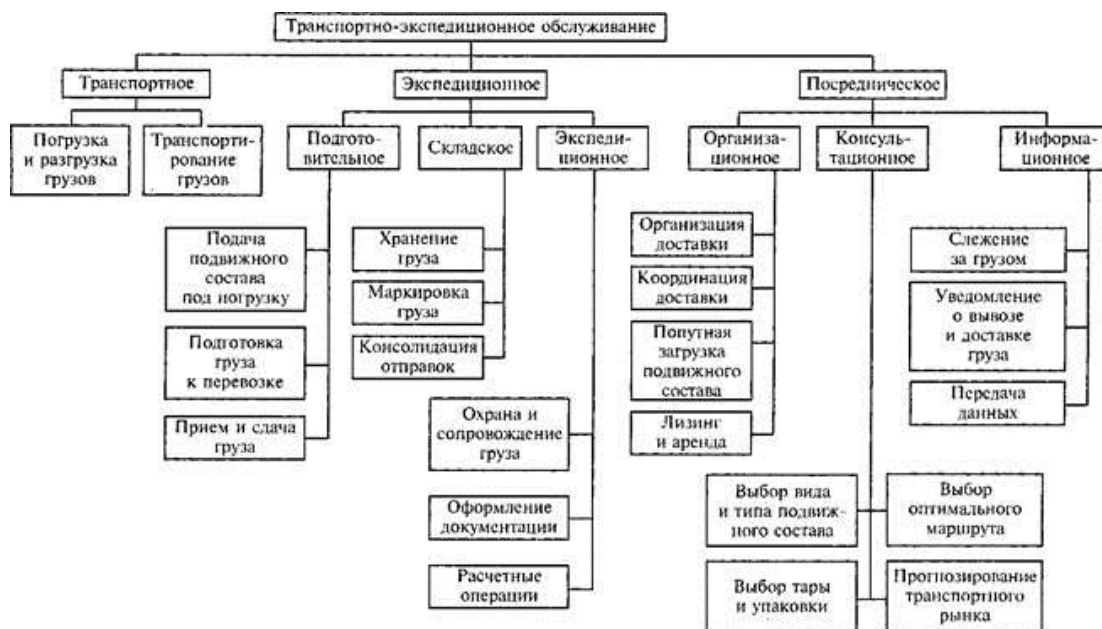 Транспортно-экспедиционное обслуживание
Транспортное
Экспедиционное
Посредническое
Погрузка
и разгрузка
грузов
Транспорти-
рование
грузов
Подгото-
вительное
Складское
Экспеди-
ционное
Организа-
ционное
Консуль-
тационное
Информа-
ционное
Подача
подвижного
состава
под погрузку
Подготовка
груза
к перевозке
Прием и сдача
груза
Хранение
груза
Маркировка
груза
Консолидация
отправок
Охрана и
сопровождение
груза
Оформление
документации
Расчетные
операции
Организация
доставки
Координация
доставки
Попутная
загрузка
подвижного
состава
Лизинг
и аренда
Выбор вида
и типа подвиж-
ного состава
Выбор
оптимального
маршрута
Выбор тары
и упаковки
Прогнозирование
транспортного
рынка
Слежение
за грузом
Уведомление
о вывозе
и доставке
груза
Передача
данных